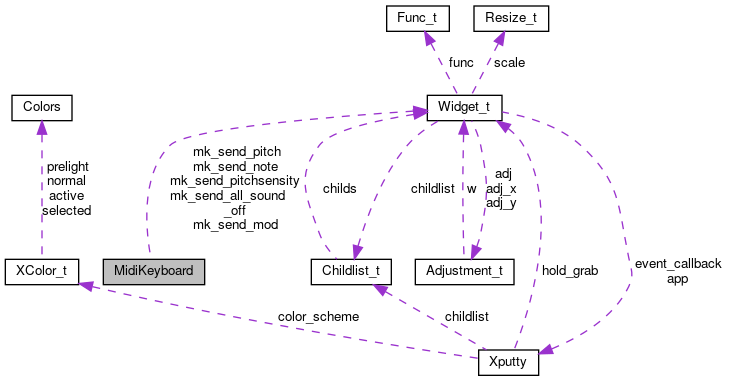 Func_t
Resize_t
func
scale
Colors
Widget_t
mk_send_pitch
mk_send_note
mk_send_pitchsensity
mk_send_all_sound
_off
mk_send_mod
prelight
normal
active
selected
childs
childlist
w
adj
adj_x
adj_y
XColor_t
MidiKeyboard
Childlist_t
Adjustment_t
hold_grab
event_callback
app
color_scheme
childlist
Xputty